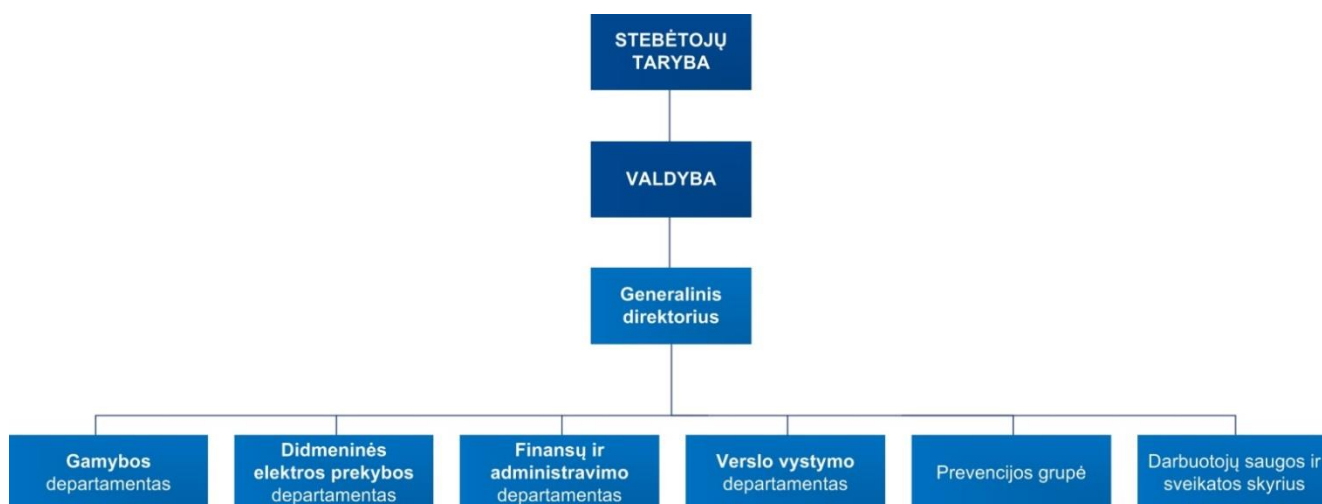 STEBĖTOJŲ
TARYBA
VALDYBA
Generalinis
direktorius
Gamybos
departamentas
Didmeninės
elektros prekybos
departamentas
Finansų ir
administravimo
departamentas
Verslo vystymo
departamentas
Prevencijos grupė
Darbuotojų saugos ir
sveikatos skyrius